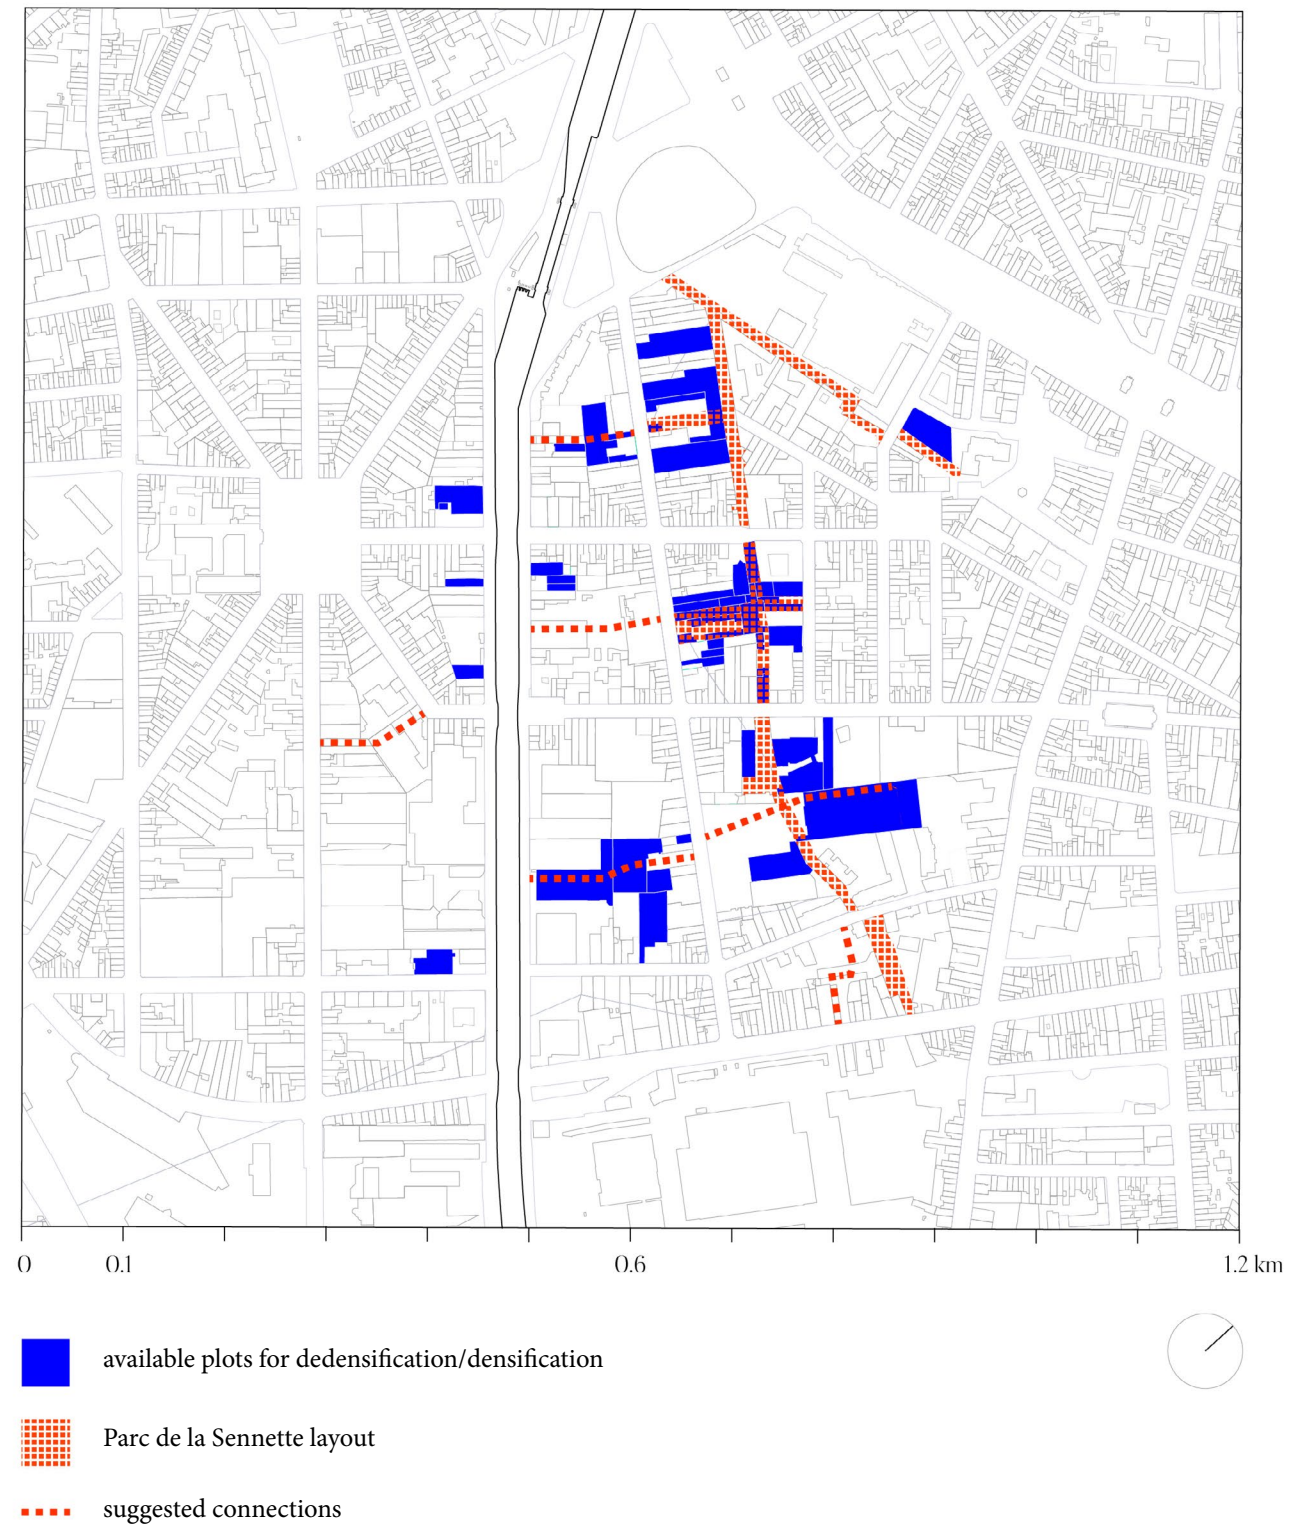 0 0.1 0.6 1.2 km
available plots for dedensification/densification
Parc de la Sennette layout
suggested connections